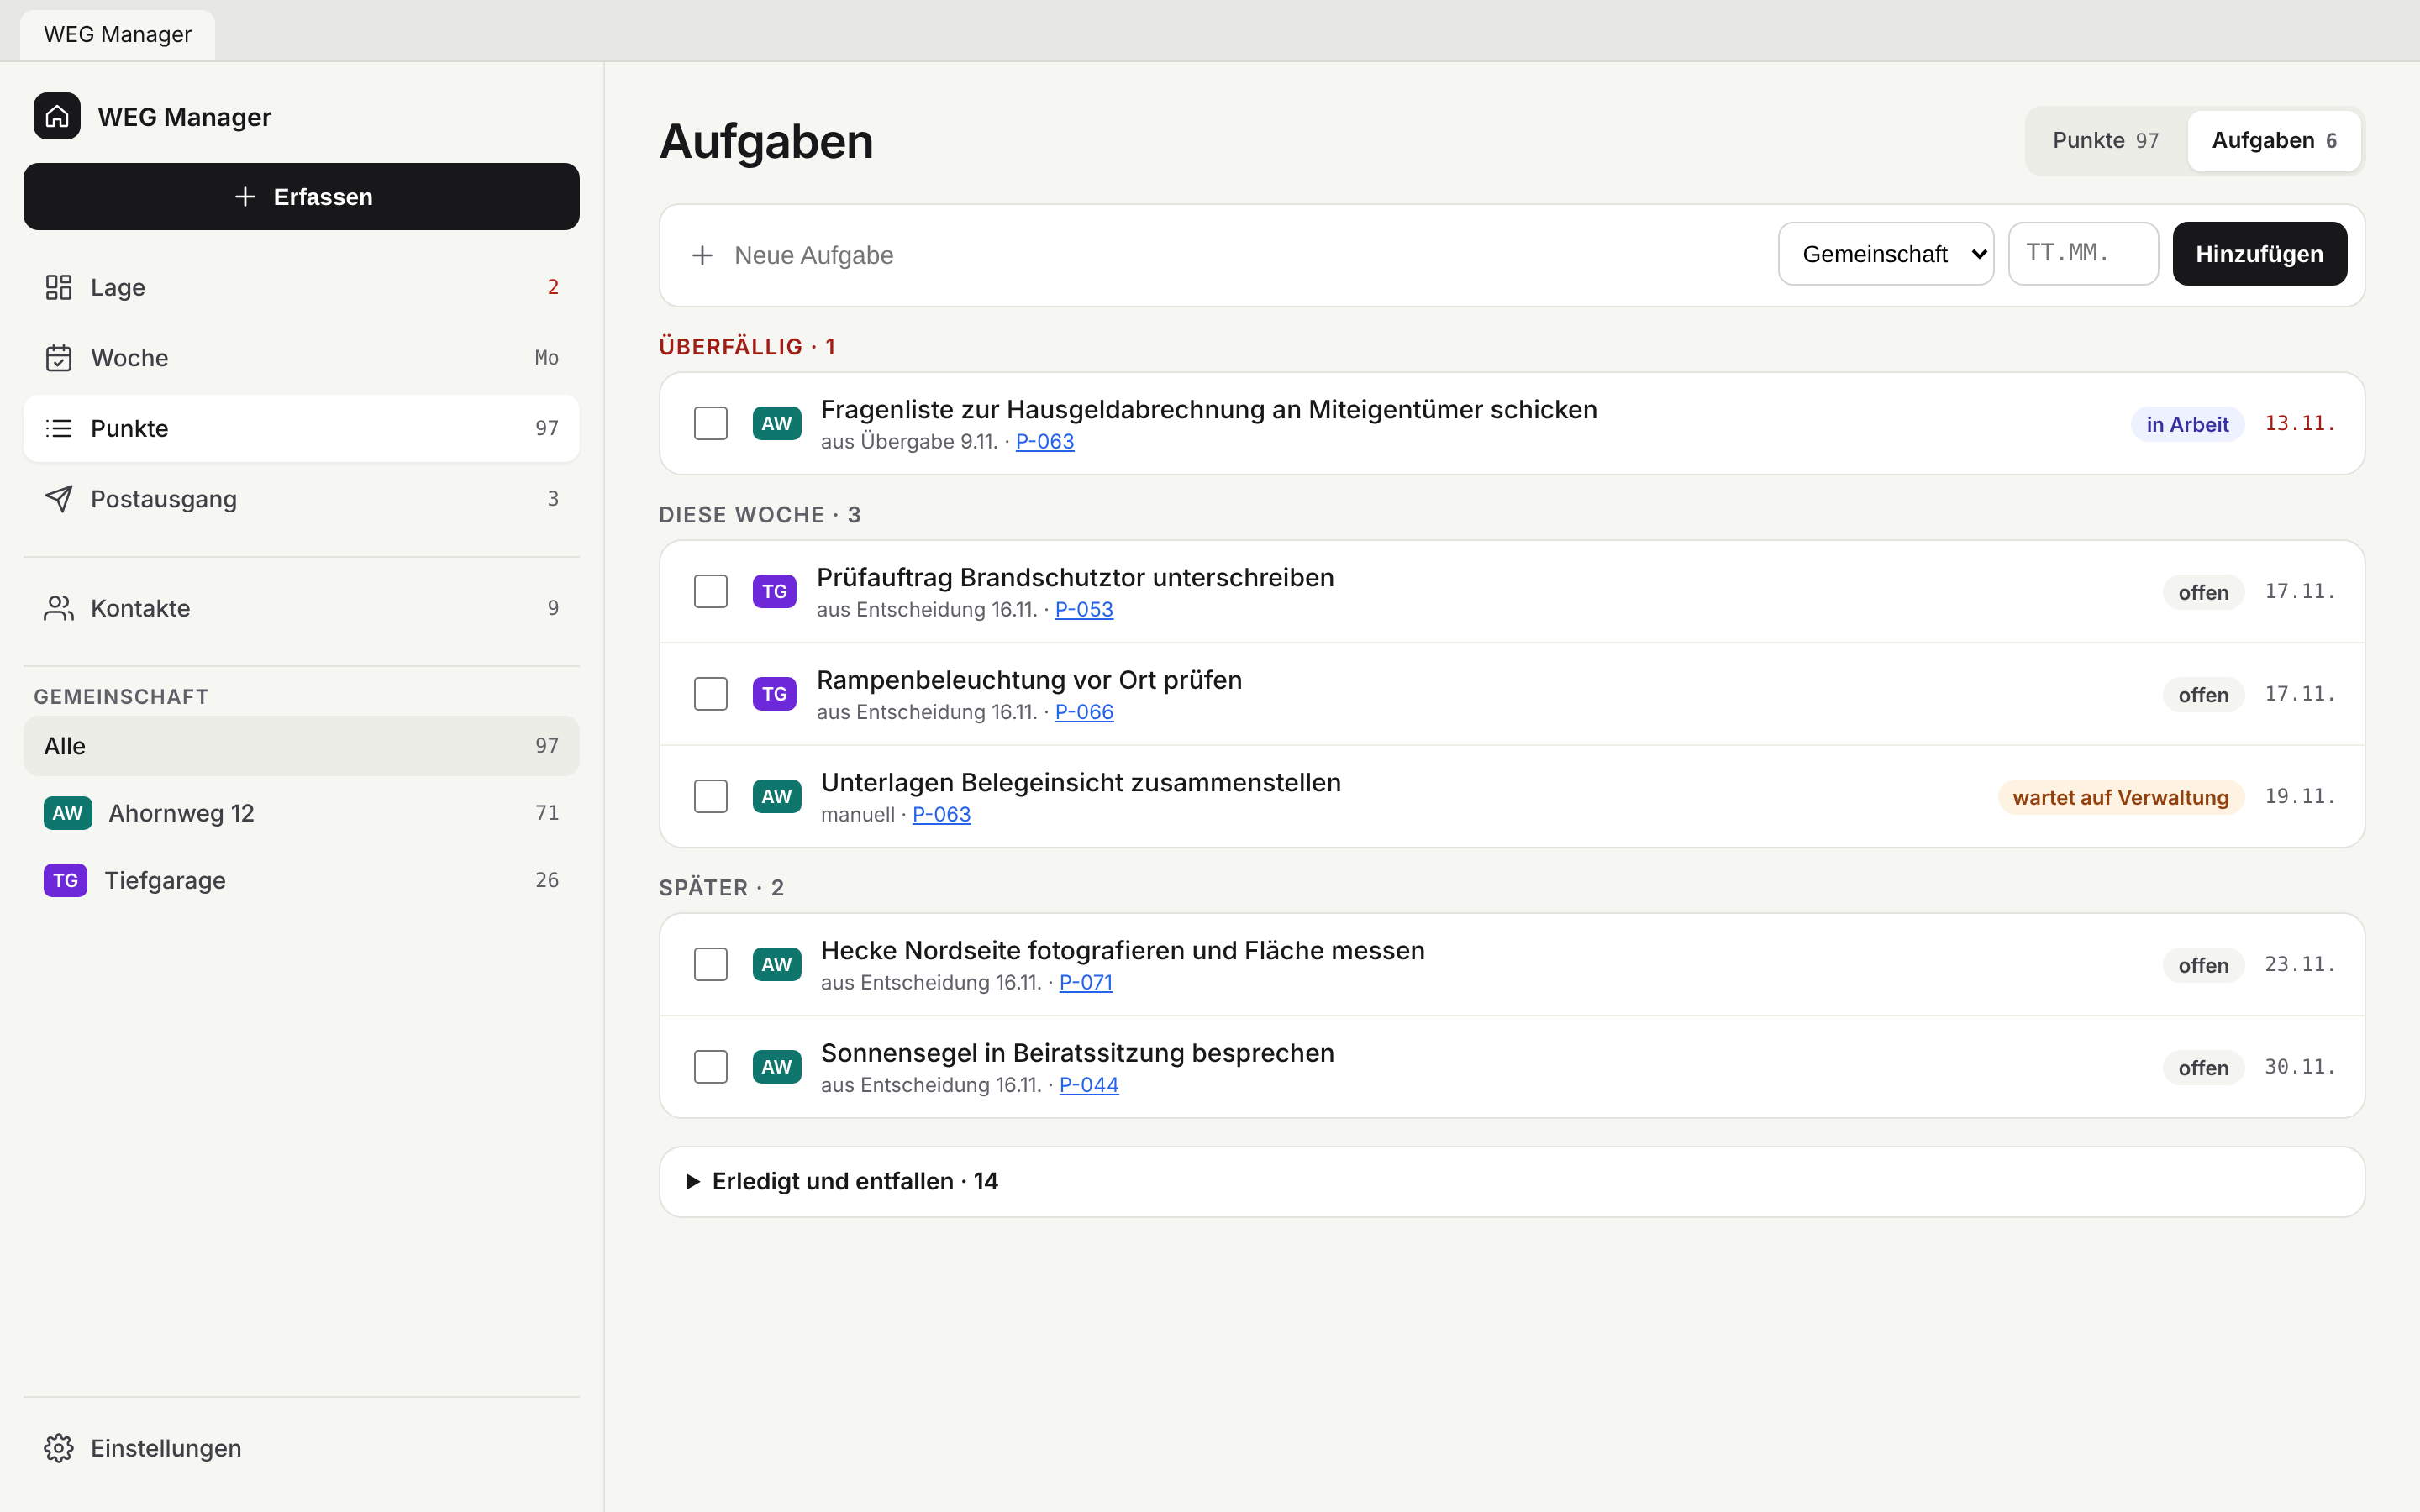 WEG Manager
WEG Manager
Erfassen
Lage 2
Woche Mo
Punkte 97
Postausgang 3
Kontakte 9
GEMEINSCHAFT
Alle 97
AW Ahornweg 12 71
TG Tiefgarage 26
Einstellungen
Aufgaben
Punkte 97 Aufgaben 6
Neue Aufgabe Gemeinschaft TT.MM. Hinzufügen
ÜBERFÄLLIG · 1
AW Fragenliste zur Hausgeldabrechnung an Miteigentümer schicken
aus Übergabe 9.11. · P-063
in Arbeit 13.11.
DIESE WOCHE · 3
TG Prüfauftrag Brandschutztor unterschreiben
aus Entscheidung 16.11. · P-053
offen 17.11.
TG Rampenbeleuchtung vor Ort prüfen
aus Entscheidung 16.11. · P-066
offen 17.11.
AW Unterlagen Belegeinsicht zusammenstellen
manuell · P-063
wartet auf Verwaltung 19.11.
SPÄTER · 2
AW Hecke Nordseite fotografieren und Fläche messen
aus Entscheidung 16.11. · P-071
offen 23.11.
AW Sonnensegel in Beiratssitzung besprechen
aus Entscheidung 16.11. · P-044
offen 30.11.
Erledigt und entfallen · 14